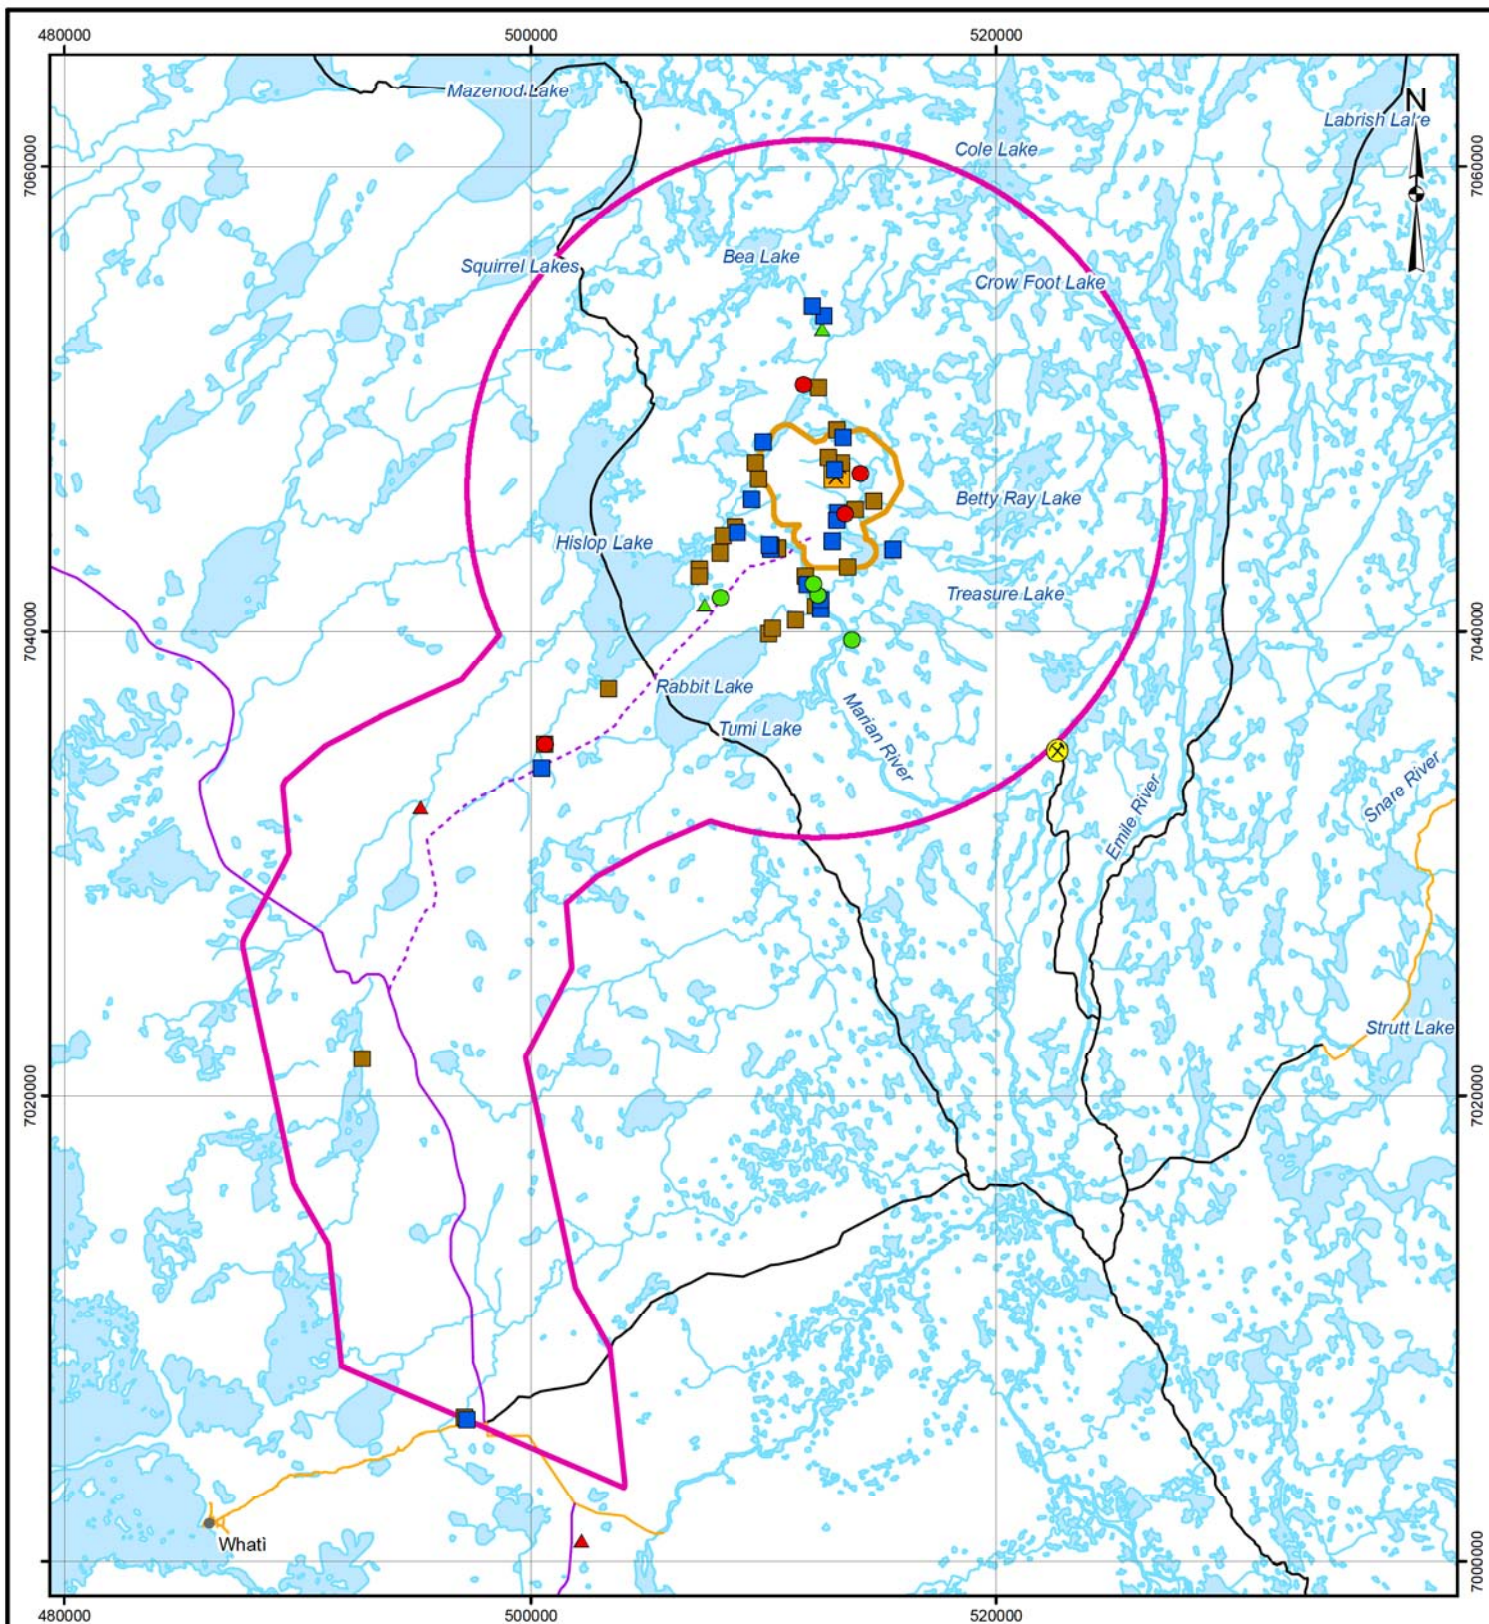 480000
500000
520000
N
Mazenod Lake
Labrish Lake
Cole Lake
7060000
7060000
Bea Lake
Squirrel Lakes
Crow Foot Lake
Betty Ray Lake
Hislop Lake
Treasure Lake
7040000
7040000
Rabbit Lake
Tumi Lake
Marian River
Snare River
Emile River
Strutt Lake
7020000
7020000
Whati
7000000
480000
500000
520000